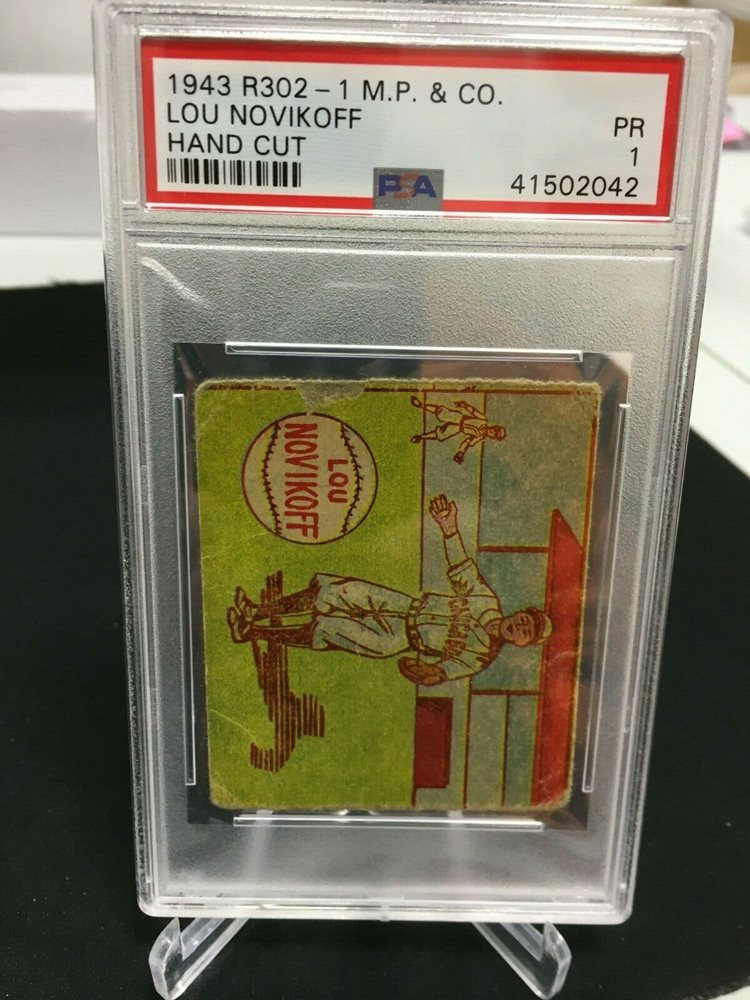 1943 R302-1 M.P. & CO.
LOU NOVIKOFF
HAND CUT
PR
1
PSA
41502042
LOU
NOVIKOFF